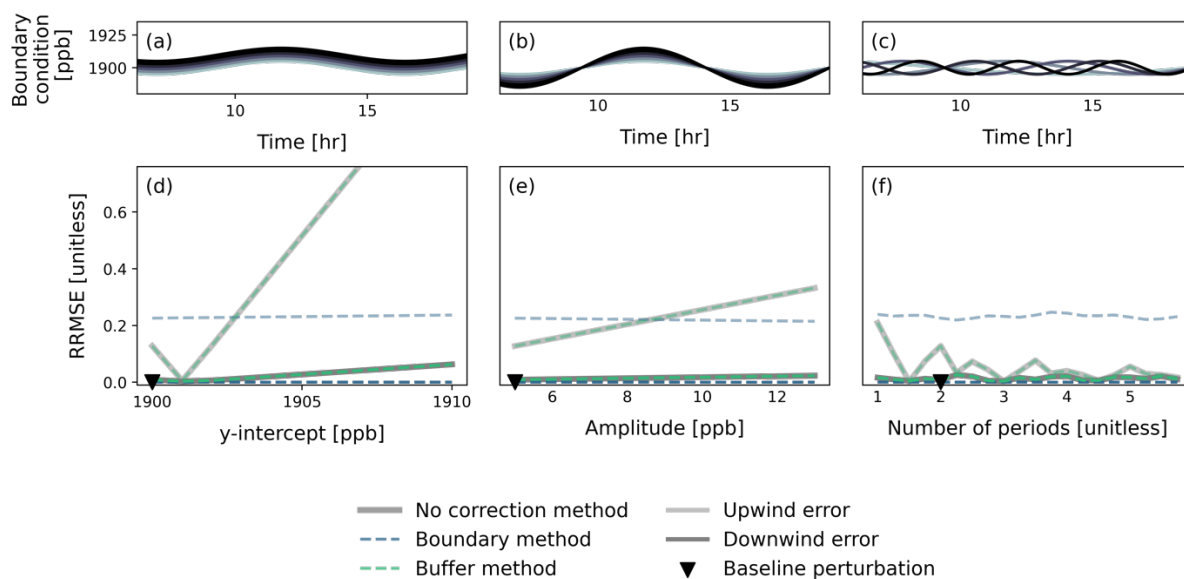 Boundary
condition
[ppb]
1925
1900
(a)
(b)
(c)
10
15
10
15
10
15
Time [hr]
Time [hr]
Time [hr]
RRMSE [unitless]
0.6
0.4
0.2
0.0
(d)
(e)
(f)
1900
1905
1910
6
8
10
12
1
2
3
4
5
y-intercept [ppb]
Amplitude [ppb]
Number of periods [unitless]
No correction method
Upwind error
Boundary method
Downwind error
Buffer method
Baseline perturbation